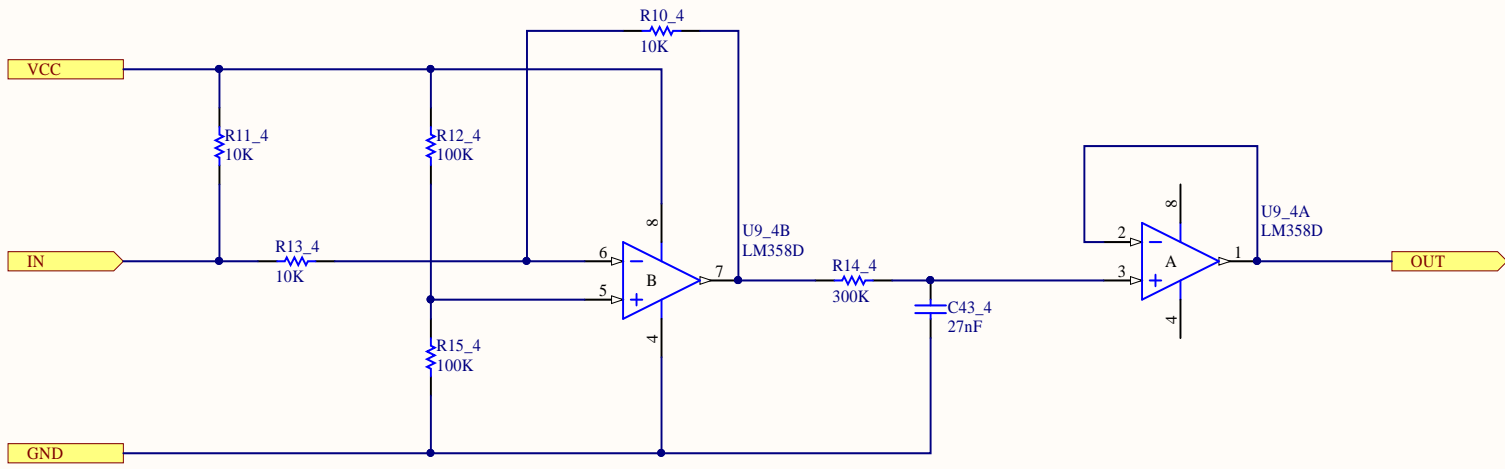 R10_4
10K
VCC
R11_4
10K
R12_4
100K
8
U9_4B
LM358D
8
U9_4A
LM358D
IN
R13_4
10K
6
B
7
5
R14_4
300K
2
A
1
3
OUT
4
C43_4
27nF
4
R15_4
100K
GND